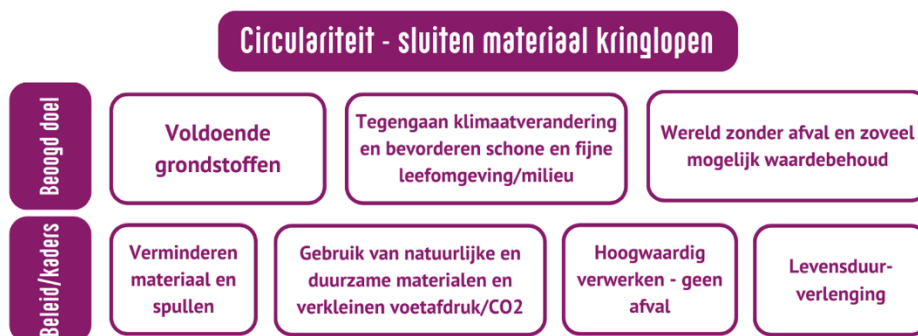 Circulariteit - sluiten materiaal kringlopen
Beoogd doel
Voldoende
grondstoffen
Tegengaan klimaatverandering
en bevorderen schone en fijne
leefomgeving/milieu
Wereld zonder afval en zoveel
mogelijk waardebehoud
Beleid/kaders
Verminderen
materiaal en
spullen
Gebruik van natuurlijke en
duurzame materialen en
verkleinen voetafdruk/CO2
Hoogwaardig
verwerken - geen
afval
Levensduur-
verlenging